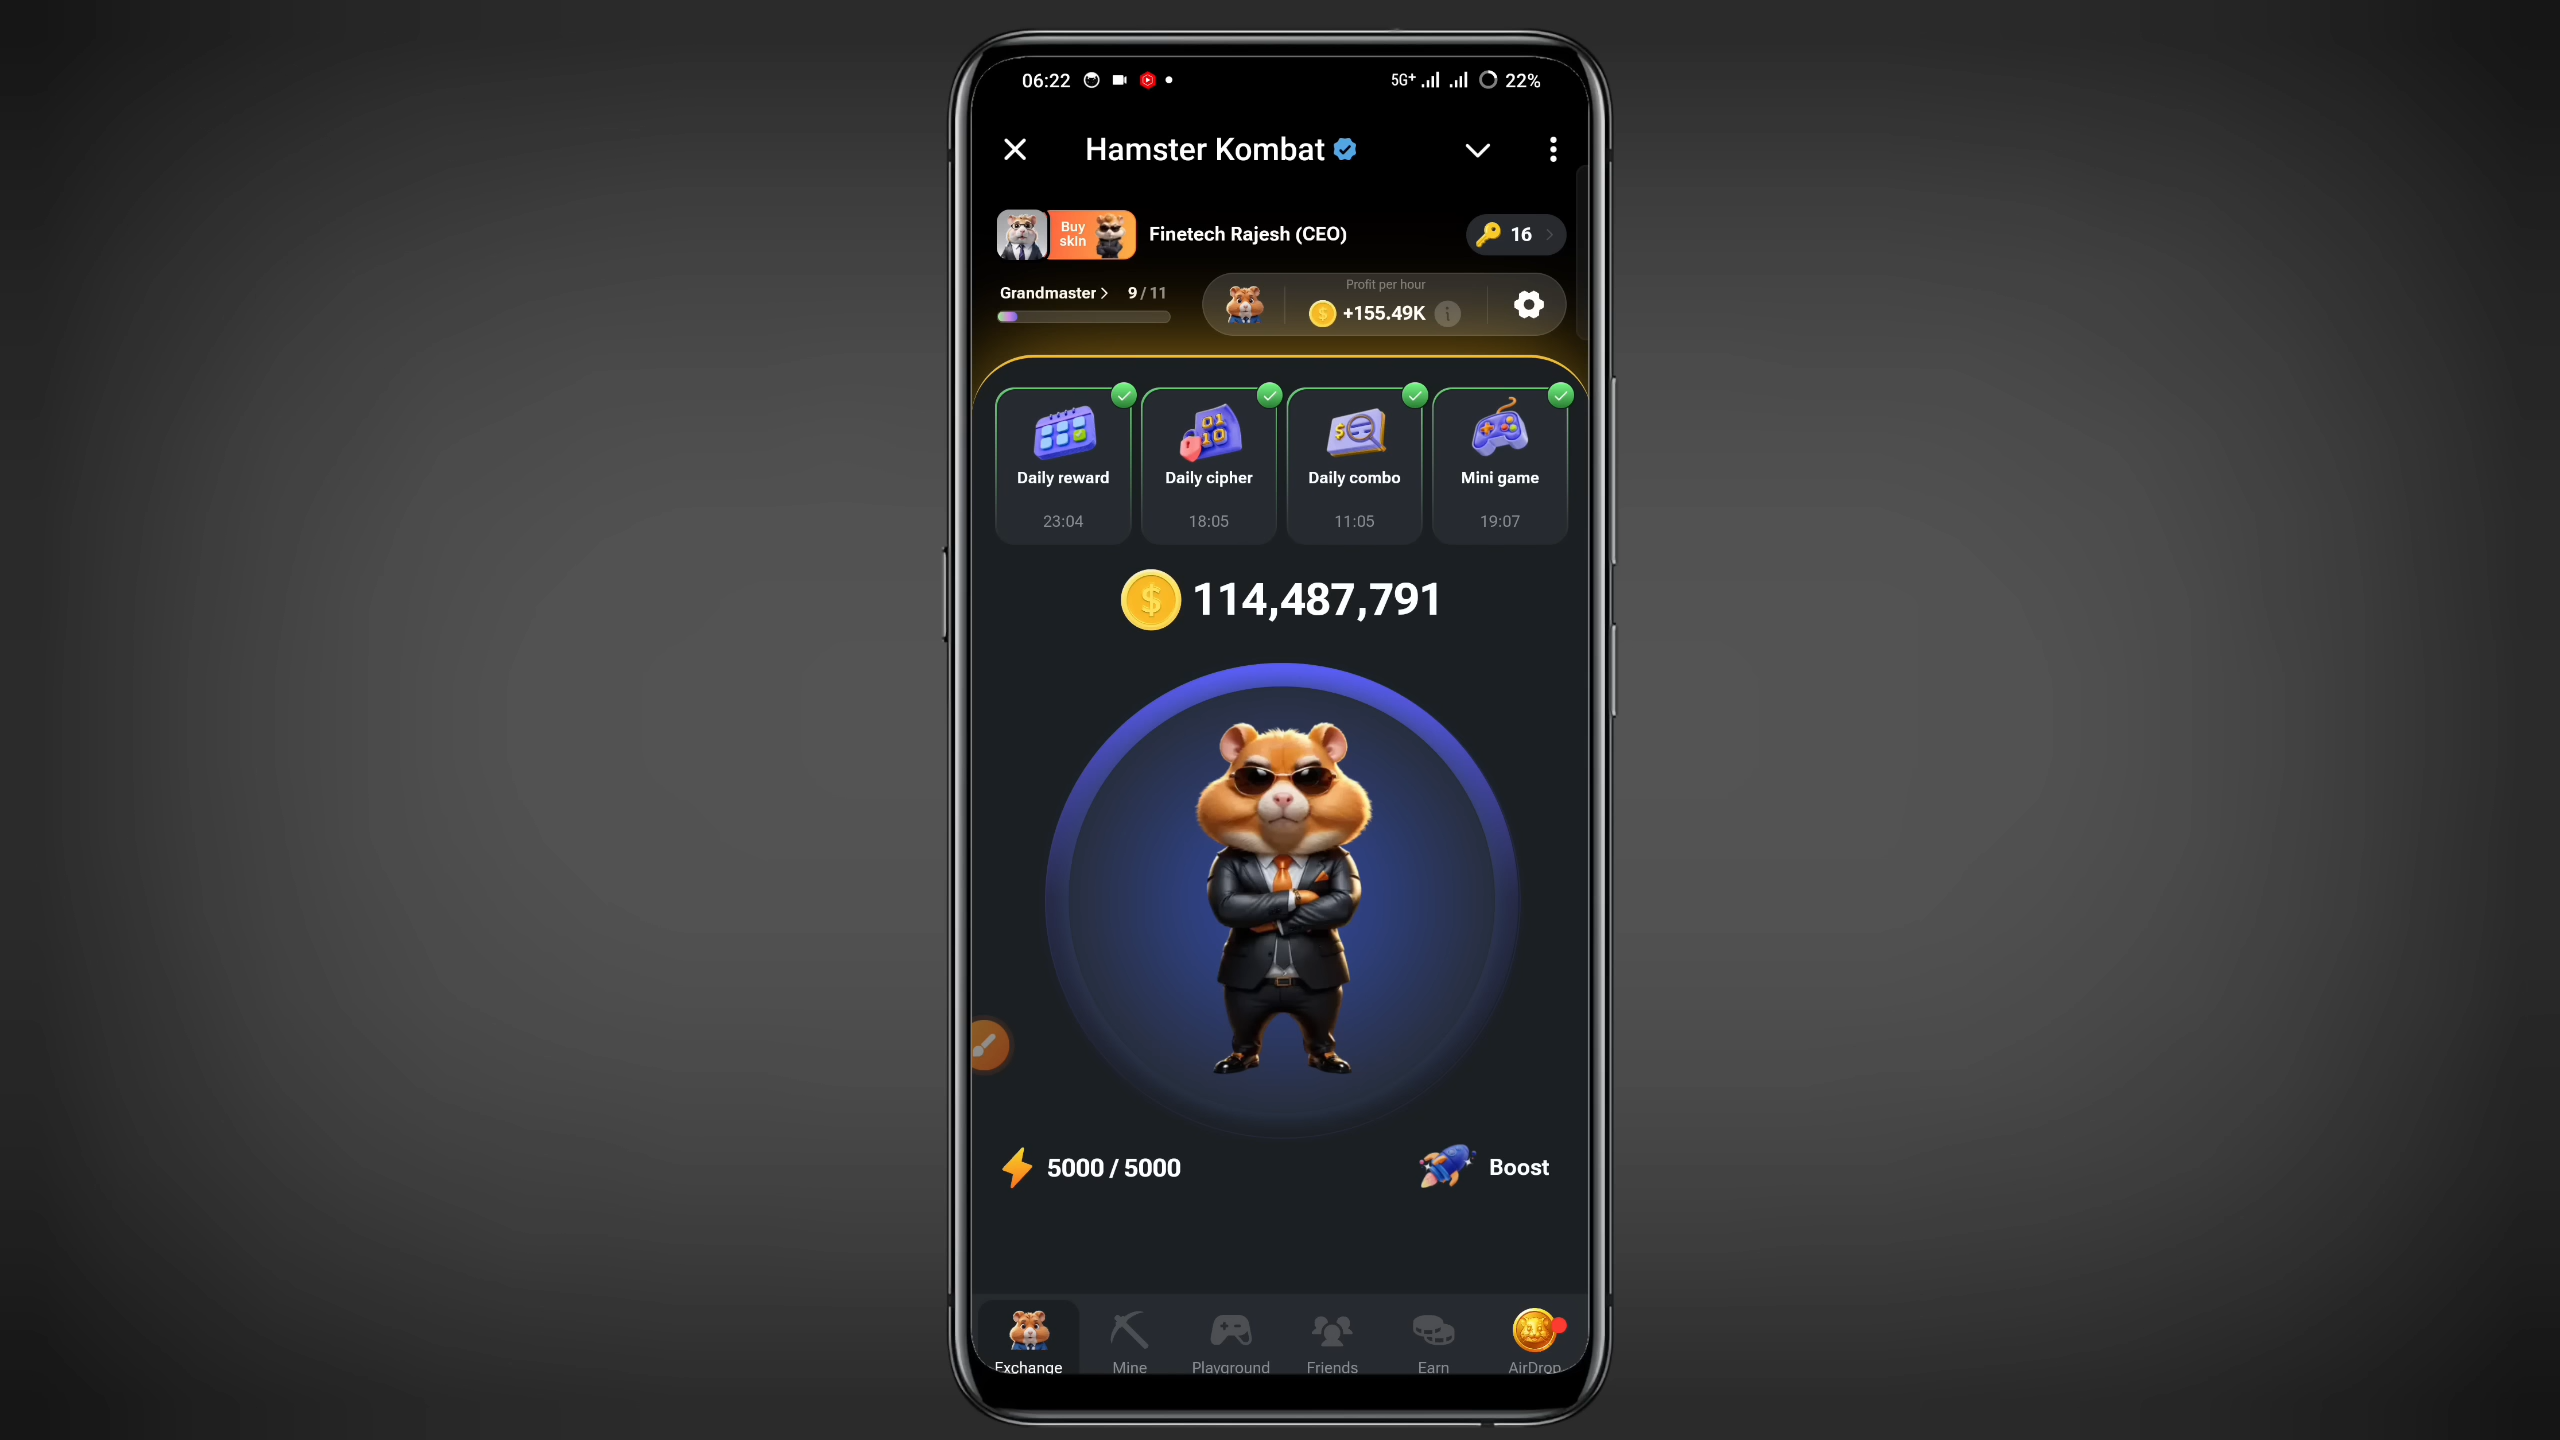 06:22 5G+ 22%
Hamster Kombat
Buy skin
Finetech Rajesh (CEO)
16
Grandmaster > 9 / 11
Profit per hour
+155.49K
Daily reward Daily cipher Daily combo Mini game
23:04 18:05 11:05 19:07
114,487,791
5000 / 5000 Boost
Exchange Mine Playground Friends Earn AirDrop